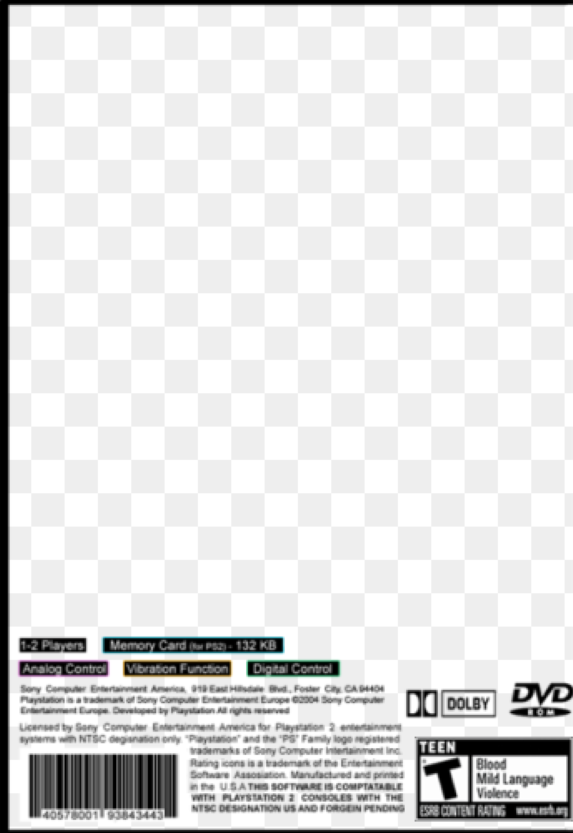 1-2 Players Memory Card (for PS2) - 132 KB
Analog Control Vibration Function Digital Control
Sony Computer Entertainment America, 919 East Hillsdale Blvd., Foster City, CA 94404
Playstation is a trademark of Sony Computer Entertainment Europe ©2004 Sony Computer
Entertainment Europe. Developed by Playstation All rights reserved
Licensed by Sony Computer Entertainment America for Playstation 2 entertainment
systems with NTSC degisnation only. "Playstation" and the "PS" Family logo registered
trademarks of Sony Computer Intertainment Inc.
Rating icons is a trademark of the Entertainment
Software Assosiation. Manufactured and printed
in the U.S.A THIS SOFTWARE IS COMPTATABLE
WITH PLAYSTATION 2 CONSOLES WITH THE
NTSC DESIGNATION US AND FORGEIN PENDING
40578001 93843443
DOLBY
DVD
ROM
TEEN
T
Blood
Mild Language
Violence
ESRB CONTENT RATING www.esrb.org